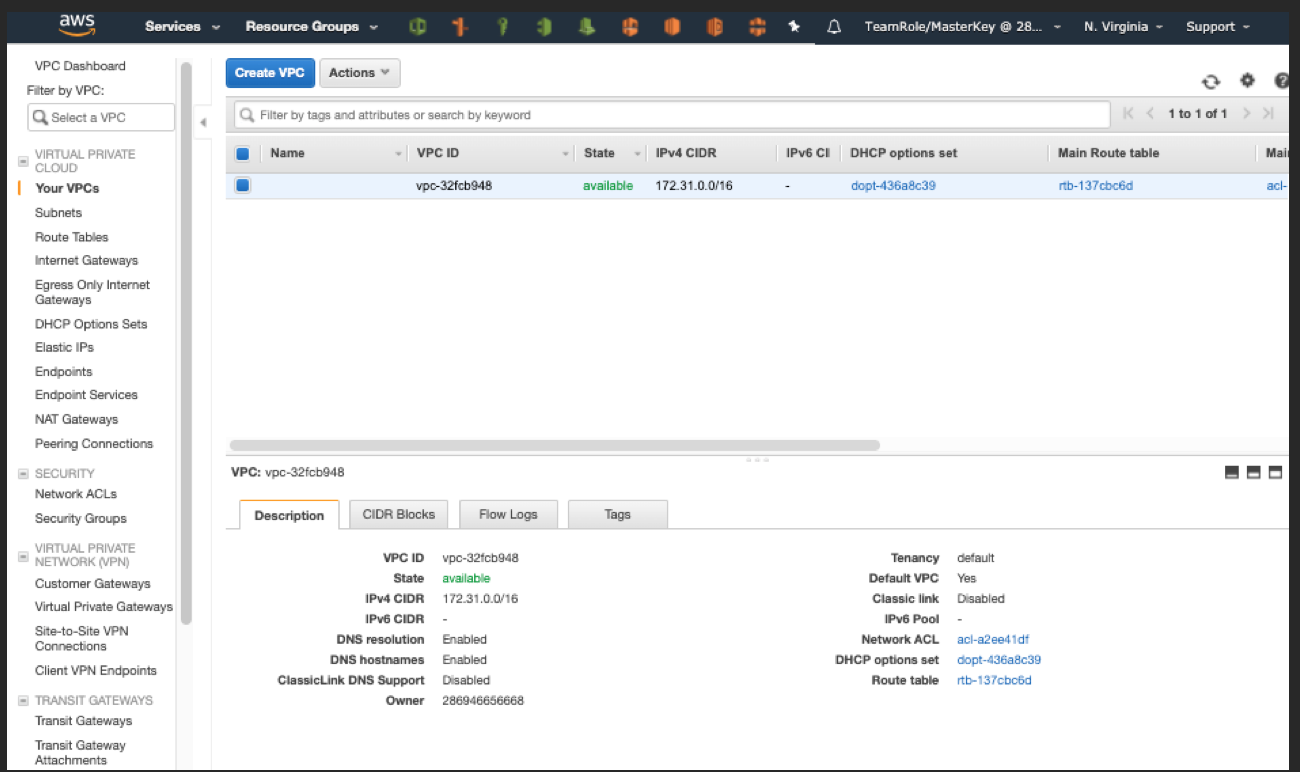 aws Services Resource Groups TeamRole/MasterKey @ 28... N. Virginia Support
VPC Dashboard
Filter by VPC:
Select a VPC
VIRTUAL PRIVATE
CLOUD
Your VPCs
Subnets
Route Tables
Internet Gateways
Egress Only Internet
Gateways
DHCP Options Sets
Elastic IPs
Endpoints
Endpoint Services
NAT Gateways
Peering Connections
SECURITY
Network ACLs
Security Groups
VIRTUAL PRIVATE
NETWORK (VPN)
Customer Gateways
Virtual Private Gateways
Site-to-Site VPN
Connections
Client VPN Endpoints
TRANSIT GATEWAYS
Transit Gateways
Transit Gateway
Attachments
Create VPC Actions
Filter by tags and attributes or search by keyword 1 to 1 of 1
Name VPC ID State IPv4 CIDR IPv6 CI DHCP options set Main Route table Mai
vpc-32fcb948 available 172.31.0.0/16 - dopt-436a8c39 rtb-137cbc6d acl-
VPC: vpc-32fcb948
Description CIDR Blocks Flow Logs Tags
VPC ID vpc-32fcb948
State available
IPv4 CIDR 172.31.0.0/16
IPv6 CIDR -
DNS resolution Enabled
DNS hostnames Enabled
ClassicLink DNS Support Disabled
Owner 286946656668
Tenancy default
Default VPC Yes
Classic link Disabled
IPv6 Pool -
Network ACL acl-a2ee41df
DHCP options set dopt-436a8c39
Route table rtb-137cbc6d